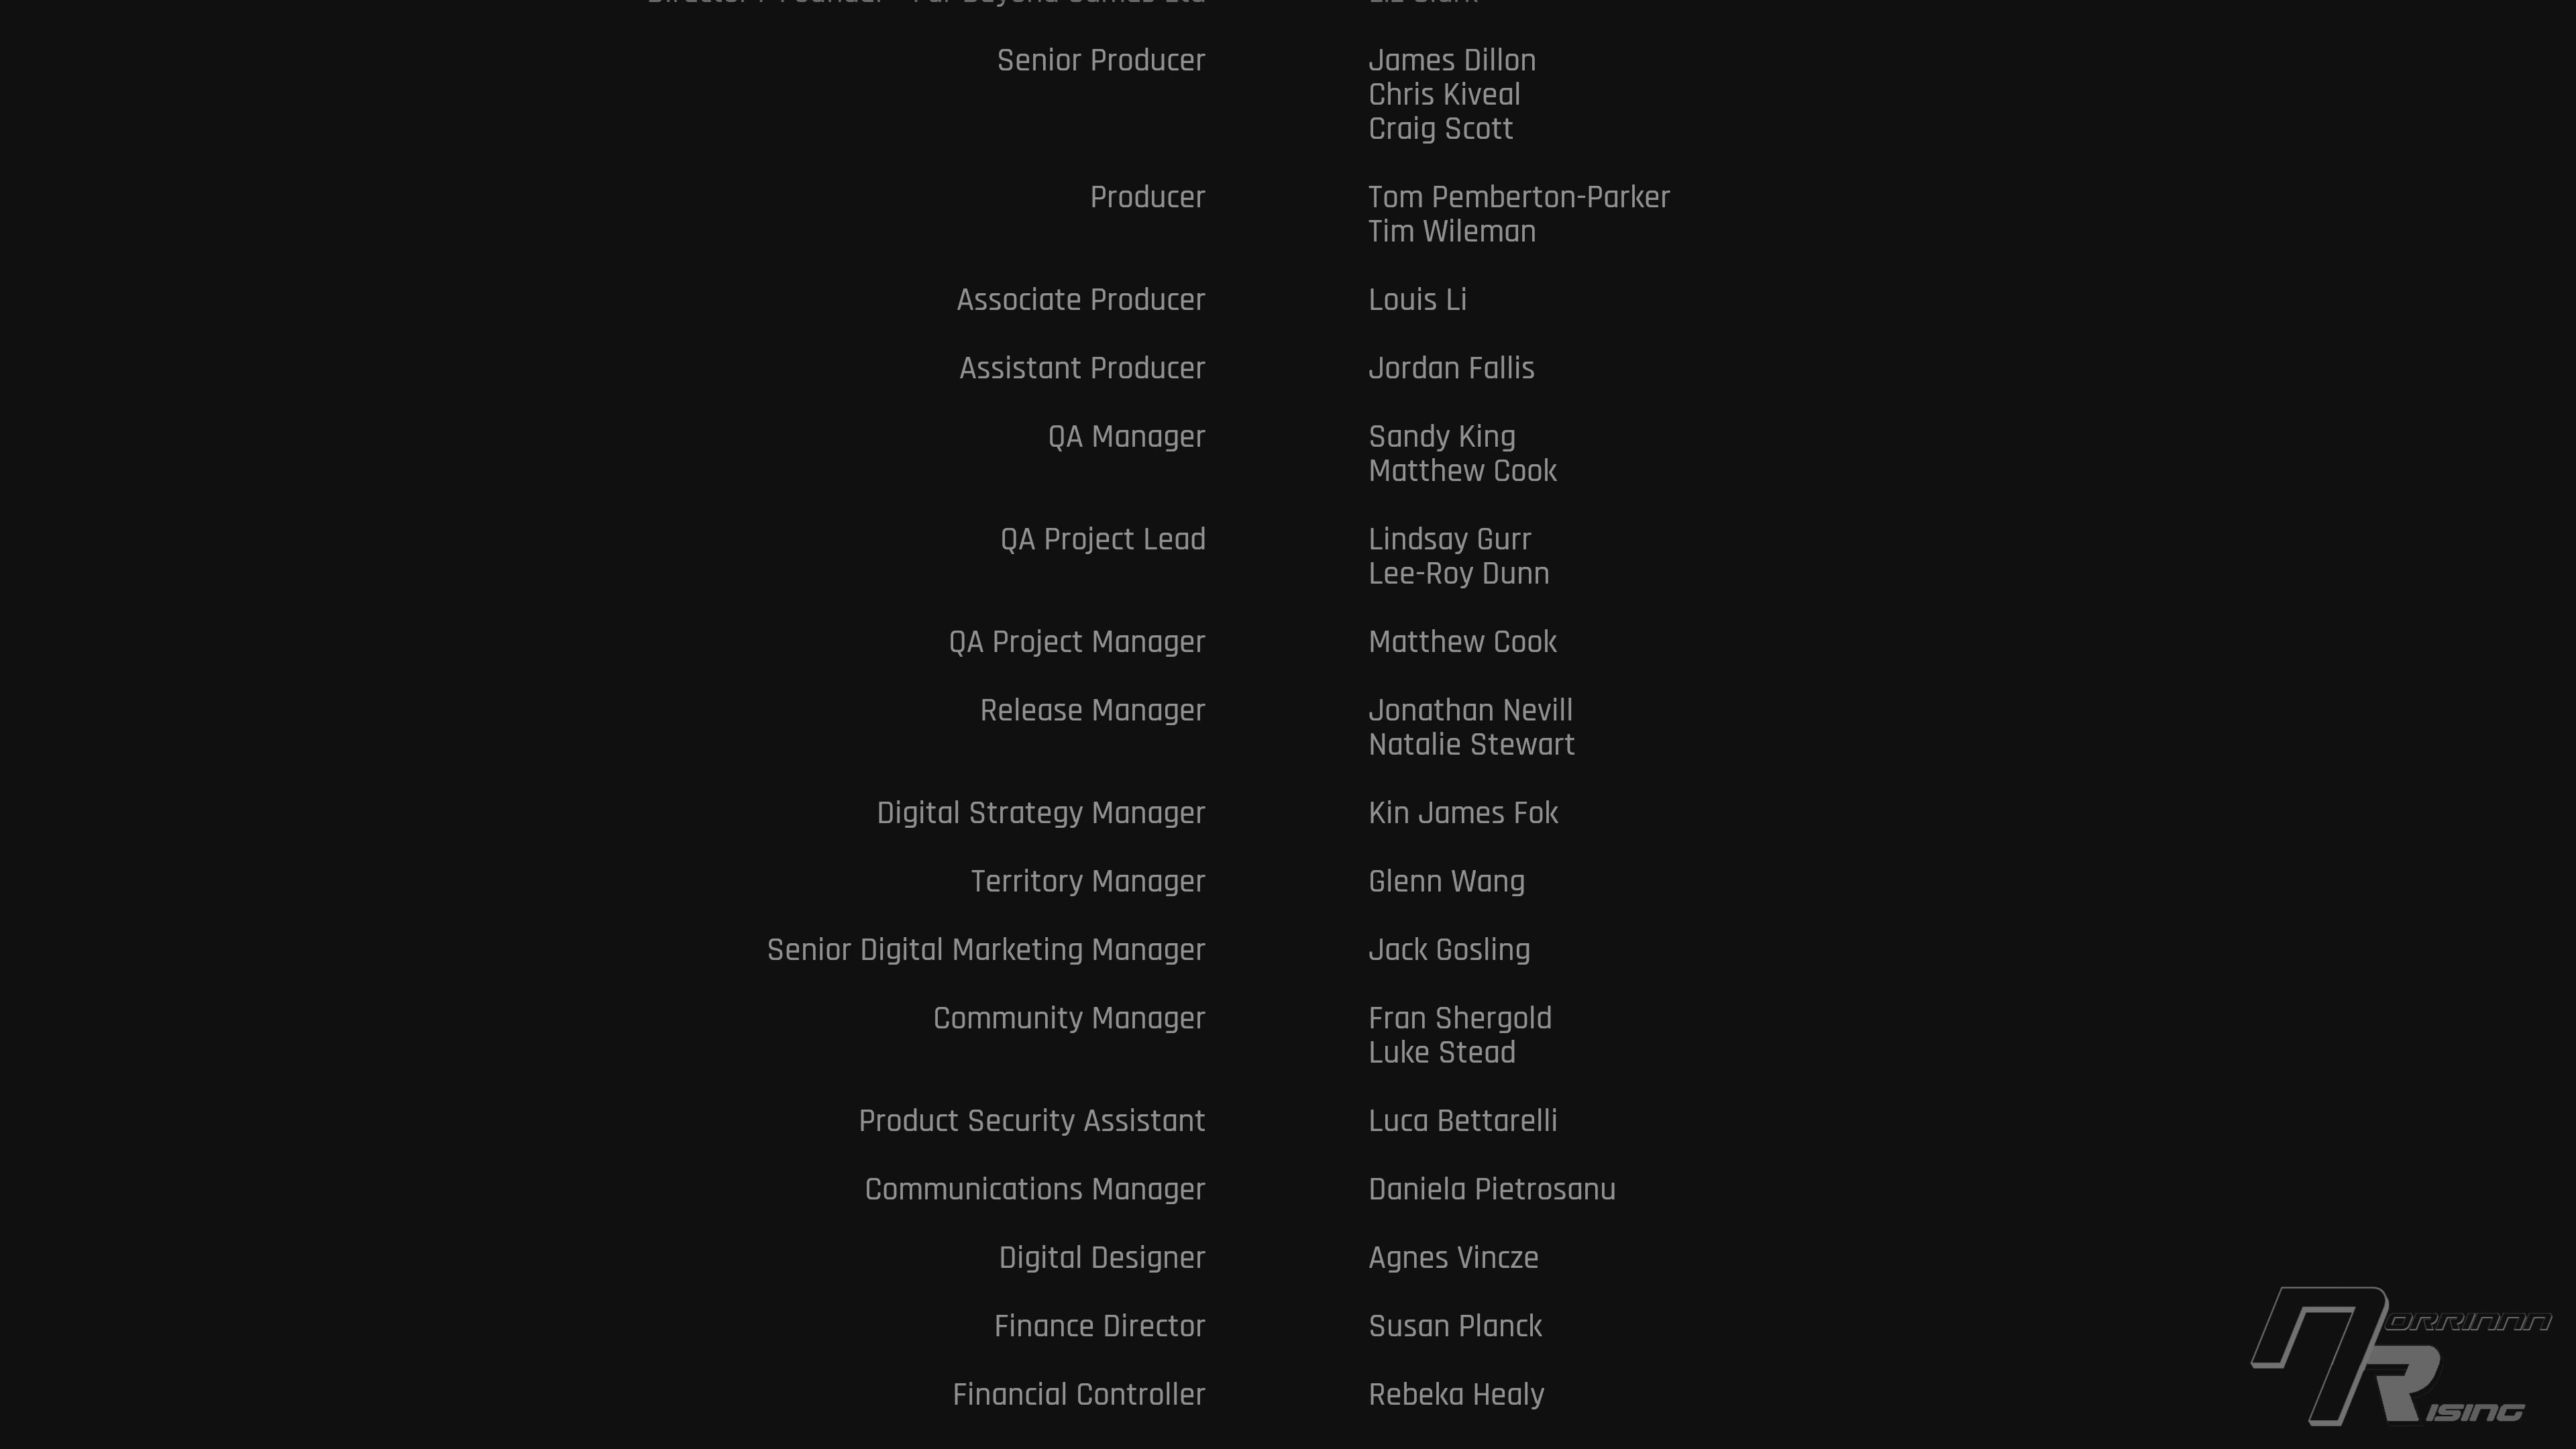 Senior Producer James Dillon
Chris Kiveal
Craig Scott
Producer Tom Pemberton-Parker
Tim Wileman
Associate Producer Louis Li
Assistant Producer Jordan Fallis
QA Manager Sandy King
Matthew Cook
QA Project Lead Lindsay Gurr
Lee-Roy Dunn
QA Project Manager Matthew Cook
Release Manager Jonathan Nevill
Natalie Stewart
Digital Strategy Manager Kin James Fok
Territory Manager Glenn Wang
Senior Digital Marketing Manager Jack Gosling
Community Manager Fran Shergold
Luke Stead
Product Security Assistant Luca Bettarelli
Communications Manager Daniela Pietrosanu
Digital Designer Agnes Vincze
Finance Director Susan Planck
Financial Controller Rebeka Healy
Norrinnn
Rising